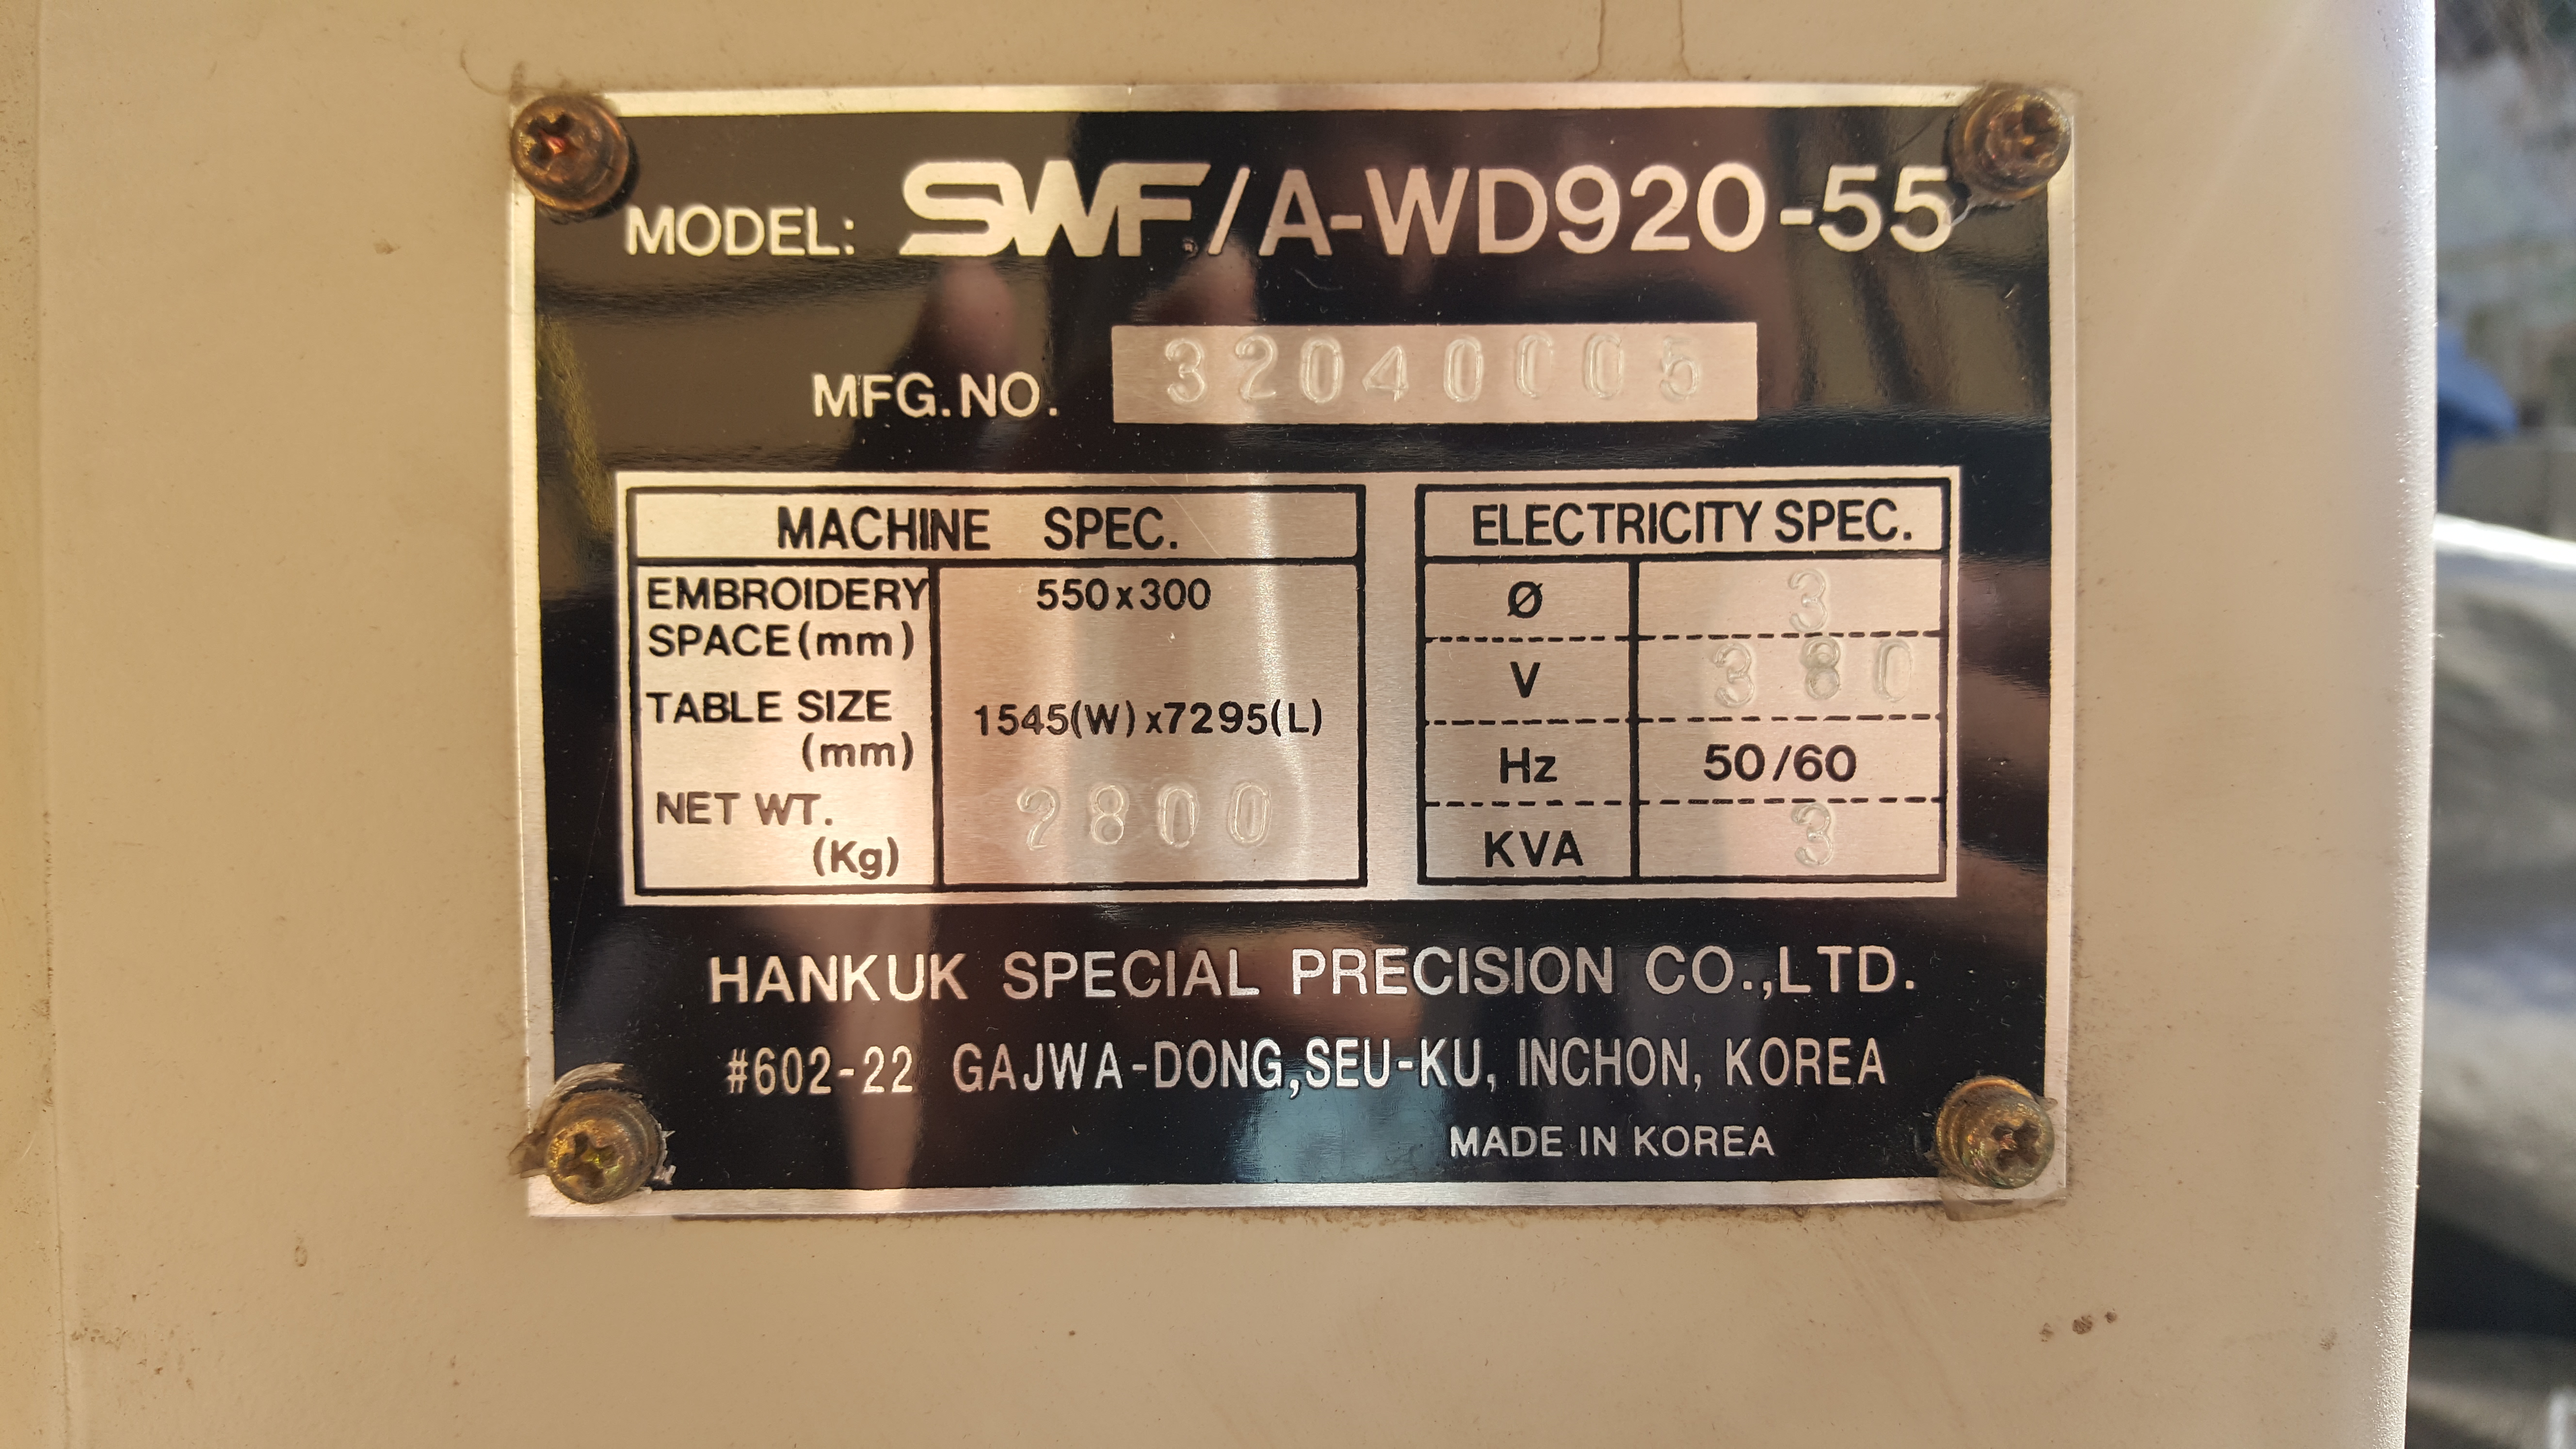 MODEL: SWF/A-WD920-55
MFG.NO. 32040005
MACHINE SPEC.
EMBROIDERY SPACE(mm) 550x300
TABLE SIZE (mm) 1545(W)x7295(L)
NET WT. (Kg) 2800
ELECTRICITY SPEC.
Ø 3
V 380
Hz 50/60
KVA 3
HANKUK SPECIAL PRECISION CO.,LTD.
#602-22 GAJWA-DONG,SEU-KU, INCHON, KOREA
MADE IN KOREA